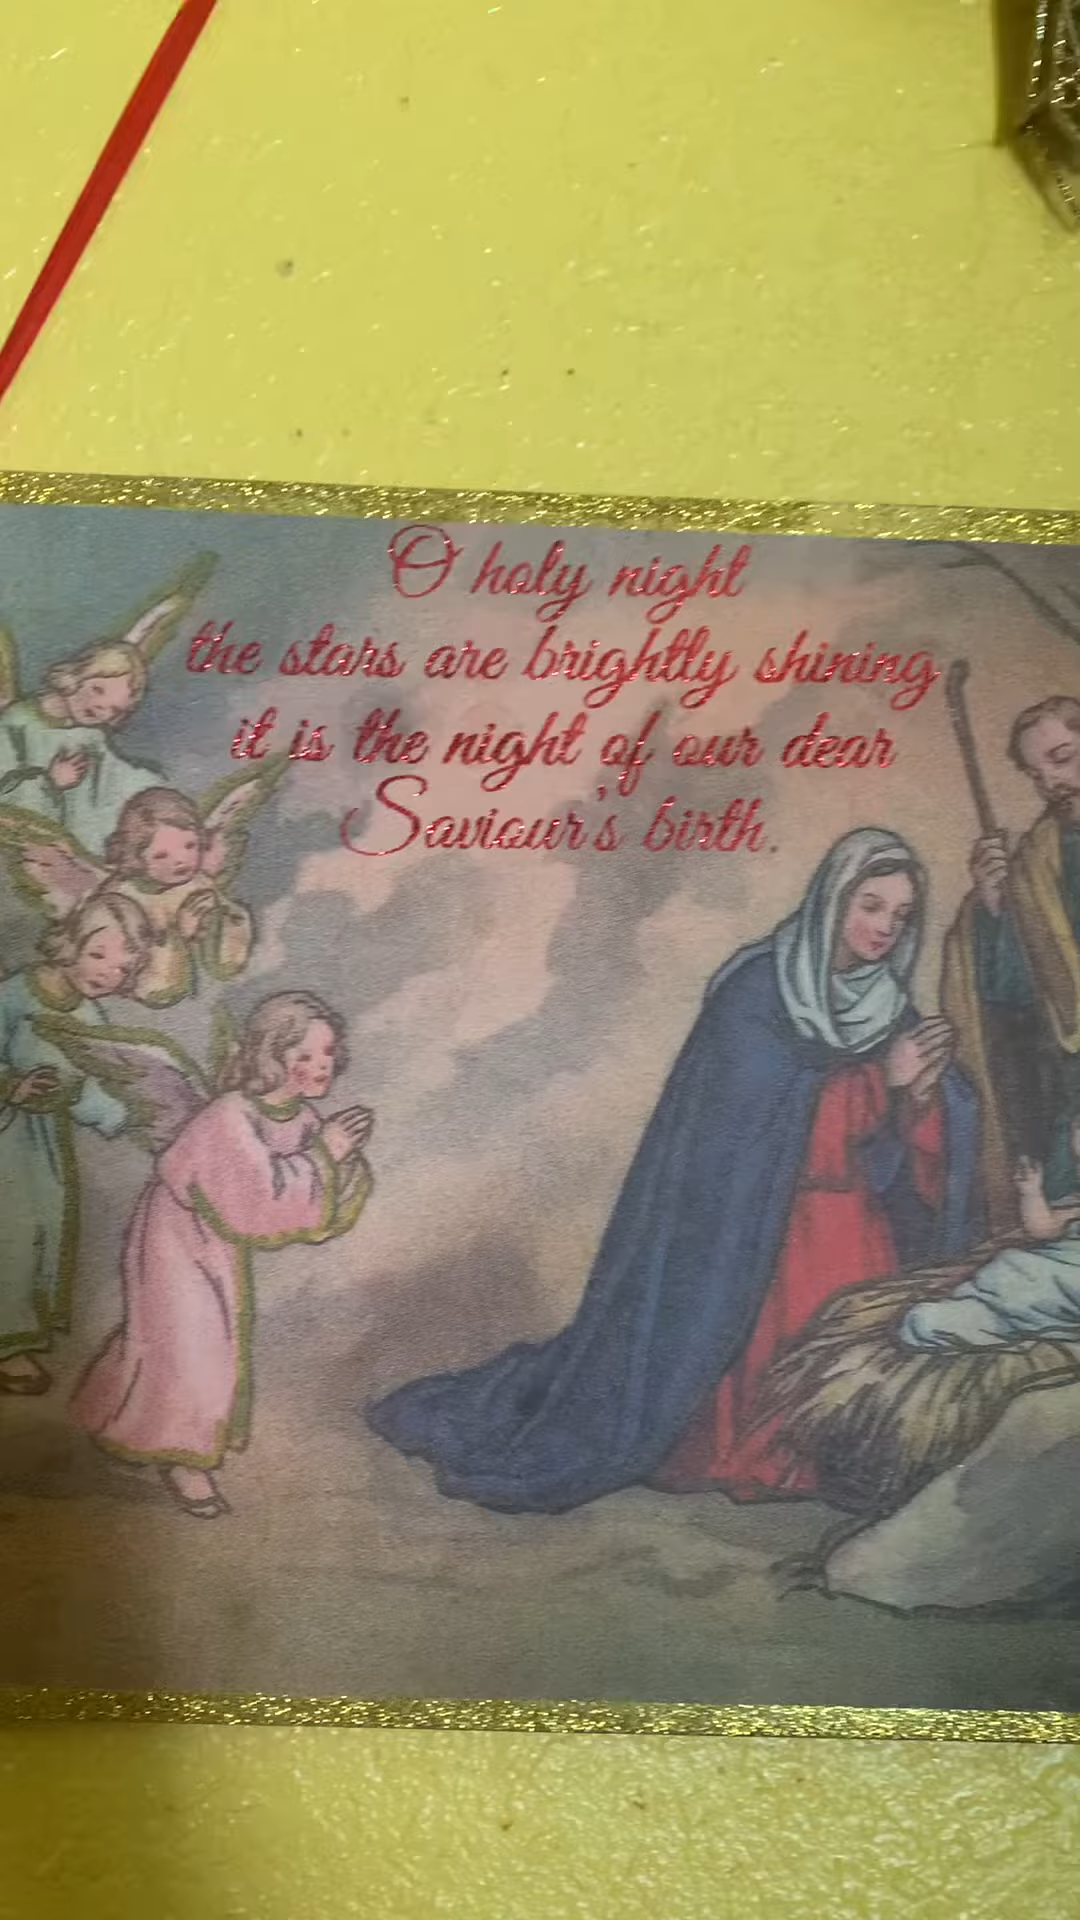 O holy night
the stars are brightly shining
it is the night of our dear
Saviour's birth.